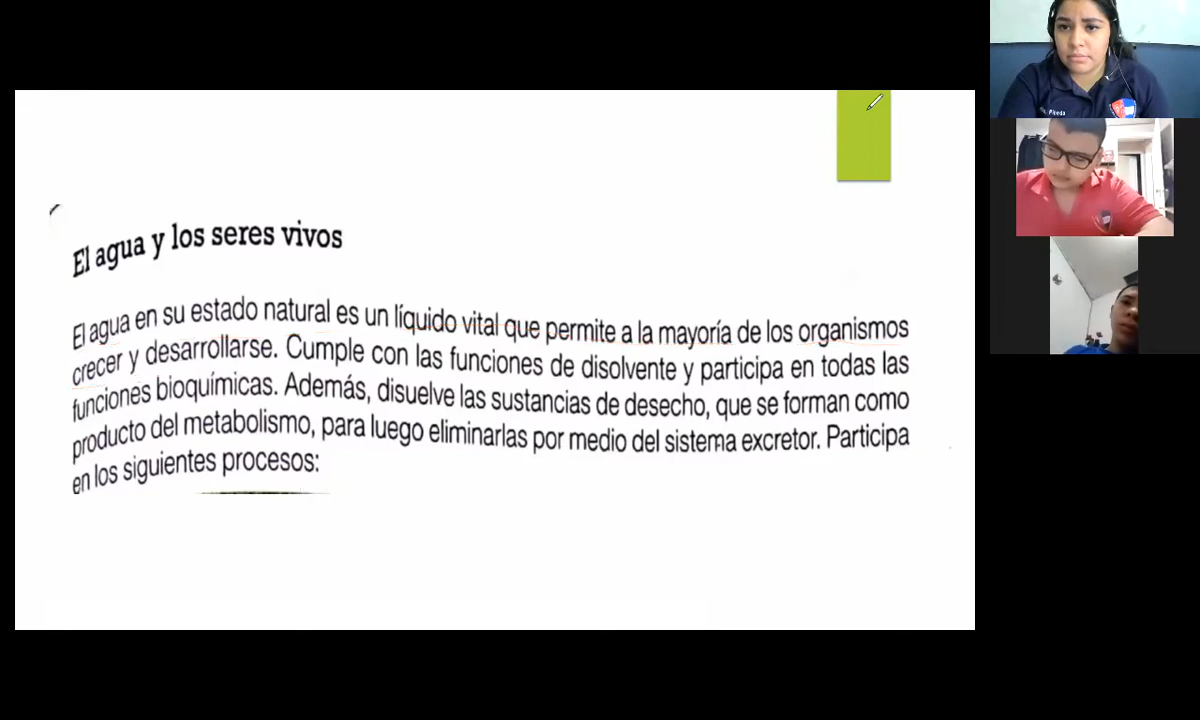 El agua y los seres vivos
El agua en su estado natural es un líquido vital que permite a la mayoría de los organismos
crecer y desarrollarse. Cumple con las funciones de disolvente y participa en todas las
funciones bioquímicas. Además, disuelve las sustancias de desecho, que se forman como
producto del metabolismo, para luego eliminarlas por medio del sistema excretor. Participa
en los siguientes procesos:
Pineda